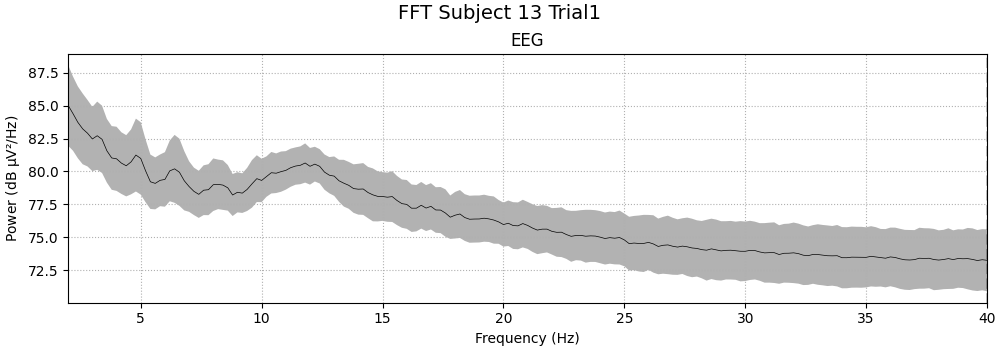 FFT Subject 13 Trial1
EEG
87.5
85.0
82.5
80.0
77.5
75.0
72.5
Power (dB µV²/Hz)
5 10 15 20 25 30 35 40
Frequency (Hz)